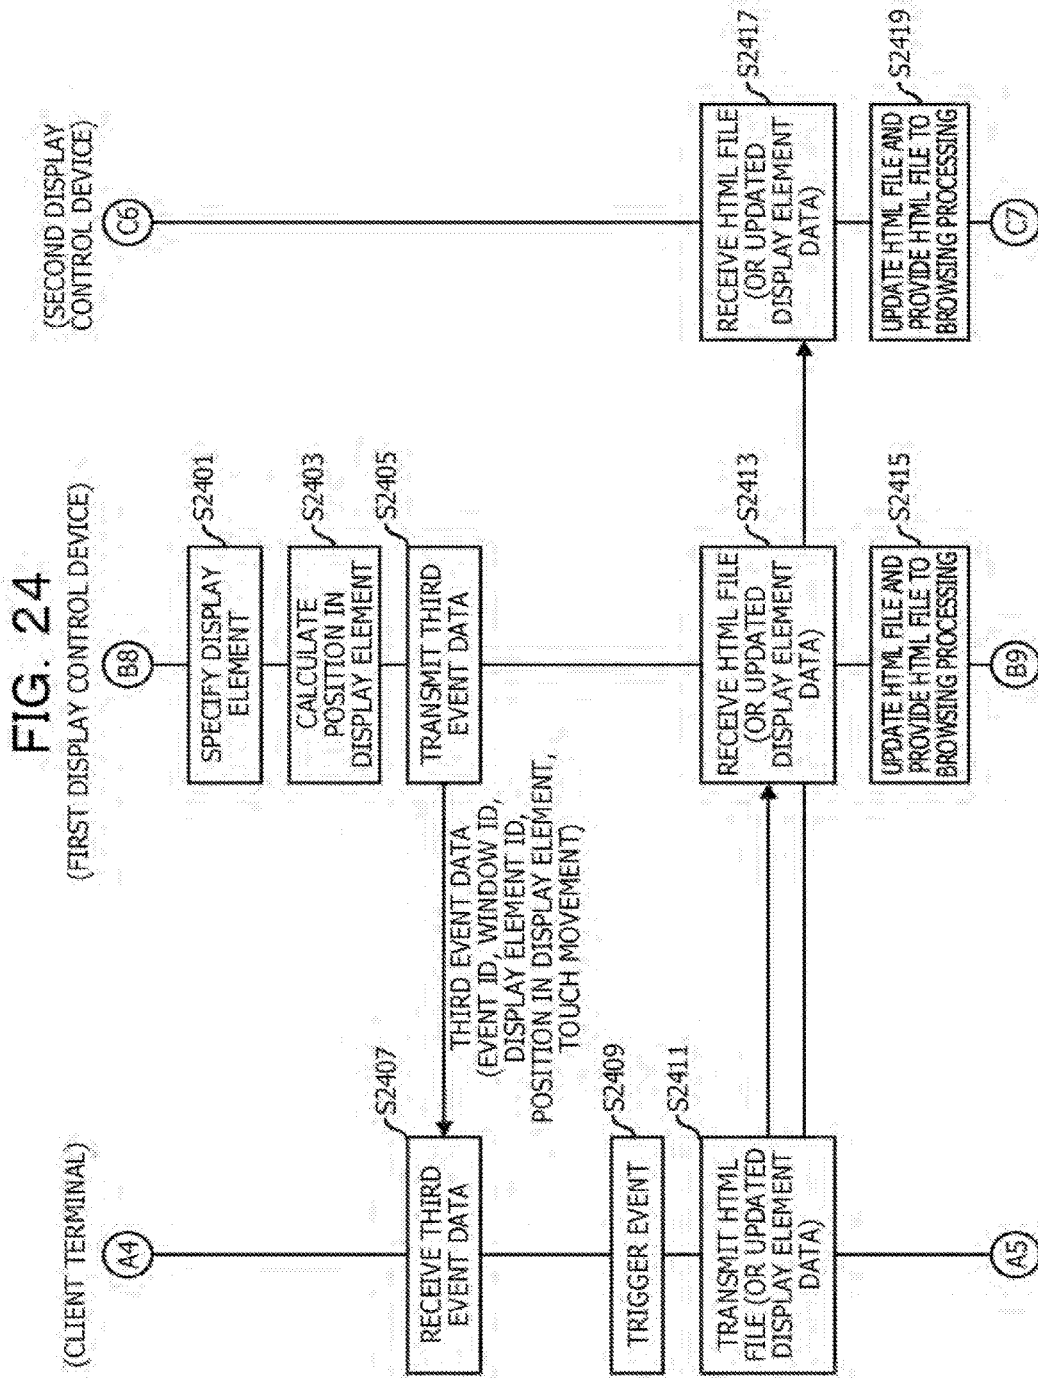 FIG. 24
(CLIENT TERMINAL)
(FIRST DISPLAY CONTROL DEVICE)
(SECOND DISPLAY
CONTROL DEVICE)
A4
B8
C6
SPECIFY DISPLAY
ELEMENT
S2401
CALCULATE
POSITION IN
DISPLAY ELEMENT
S2403
TRANSMIT THIRD
EVENT DATA
S2405
RECEIVE THIRD
EVENT DATA
S2407
THIRD EVENT DATA
(EVENT ID, WINDOW ID,
DISPLAY ELEMENT ID,
POSITION IN DISPLAY ELEMENT,
TOUCH MOVEMENT)
TRIGGER EVENT
S2409
TRANSMIT HTML
FILE (OR UPDATED
DISPLAY ELEMENT
DATA)
S2411
RECEIVE HTML FILE
(OR UPDATED
DISPLAY ELEMENT
DATA)
S2413
RECEIVE HTML FILE
(OR UPDATED
DISPLAY ELEMENT
DATA)
S2417
UPDATE HTML FILE AND
PROVIDE HTML FILE TO
BROWSING PROCESSING
S2415
UPDATE HTML FILE AND
PROVIDE HTML FILE TO
BROWSING PROCESSING
S2419
A5
B9
C7